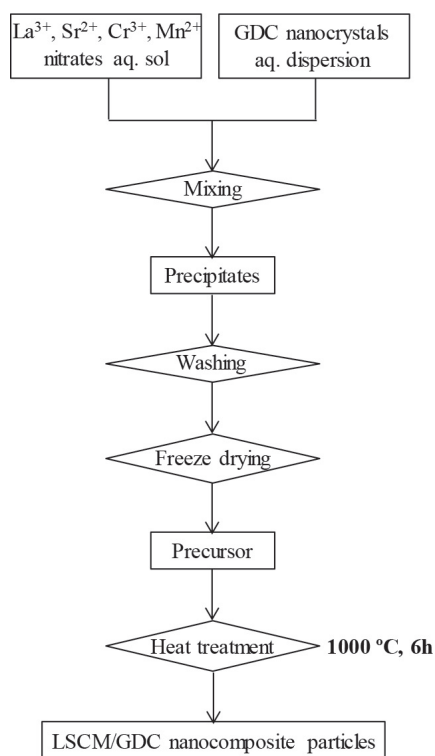 La³⁺, Sr²⁺, Cr³⁺, Mn²⁺
nitrates aq. sol
GDC nanocrystals
aq. dispersion
Mixing
Precipitates
Washing
Freeze drying
Precursor
Heat treatment
1000 ºC, 6h
LSCM/GDC nanocomposite particles